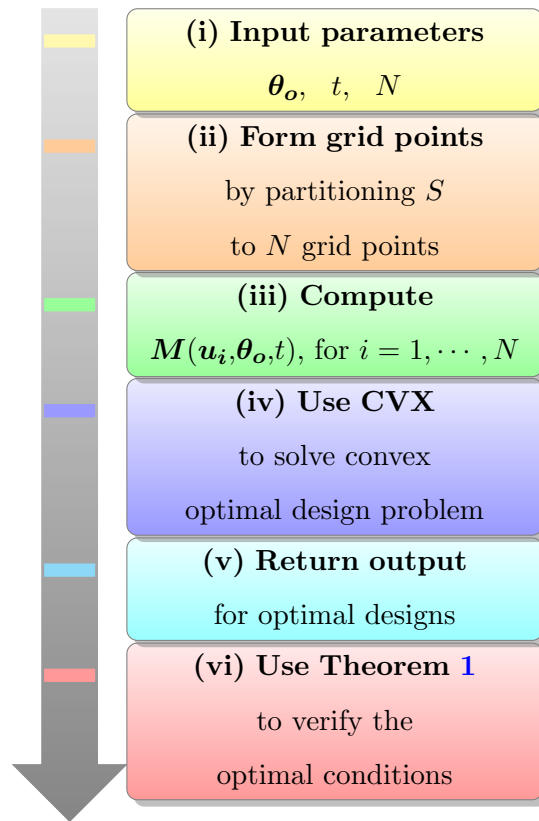 (i) Input parameters
θₒ, t, N
(ii) Form grid points
by partitioning S
to N grid points
(iii) Compute
M(uᵢ,θₒ,t), for i = 1, ⋯ , N
(iv) Use CVX
to solve convex
optimal design problem
(v) Return output
for optimal designs
(vi) Use Theorem 1
to verify the
optimal conditions